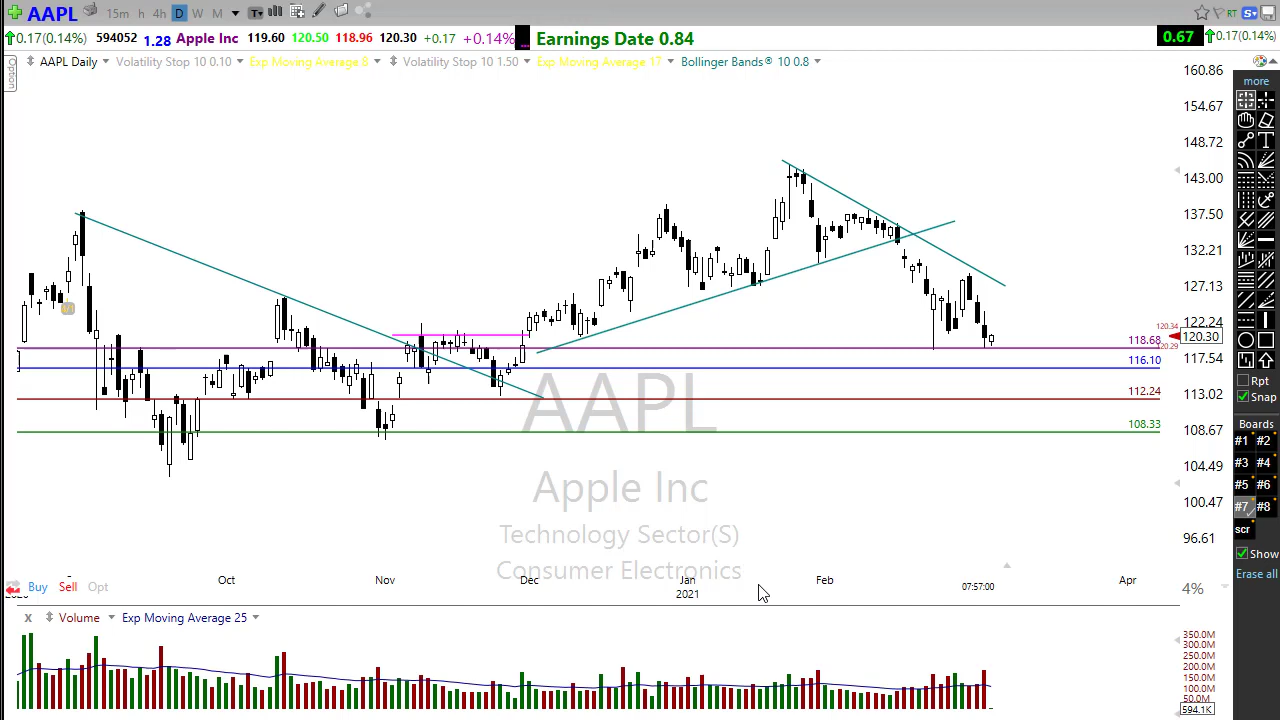 AAPL 15m h 4h D W M T
RT S
0.17(0.14%) 594052 1.28 Apple Inc 119.60 120.50 118.96 120.30 +0.17 +0.14% ... Earnings Date 0.84 0.67 0.17(0.14%)
Option
AAPL Daily Volatility Stop 10 0.10 Exp Moving Average 8 Volatility Stop 10 1.50 Exp Moving Average 17 Bollinger Bands® 10 0.8
160.86
154.67
148.72
143.00
137.50
132.21
127.13
122.24
120.34
120.30
118.68
120.29
117.54
116.10
113.02
112.24
108.67
108.33
104.49
100.47
96.61
AAPL
Apple Inc
Technology Sector(S)
Consumer Electronics
Oct Nov Dec Jan Feb Apr
2021 07:57:00
Buy Sell Opt
4%
X Volume Exp Moving Average 25
350.0M
300.0M
250.0M
200.0M
150.0M
100.0M
50.0M
594.1K
more
T
Rpt
Snap
Boards
#1 #2
#3 #4
#5 #6
#7 #8
scr
Show
Erase all